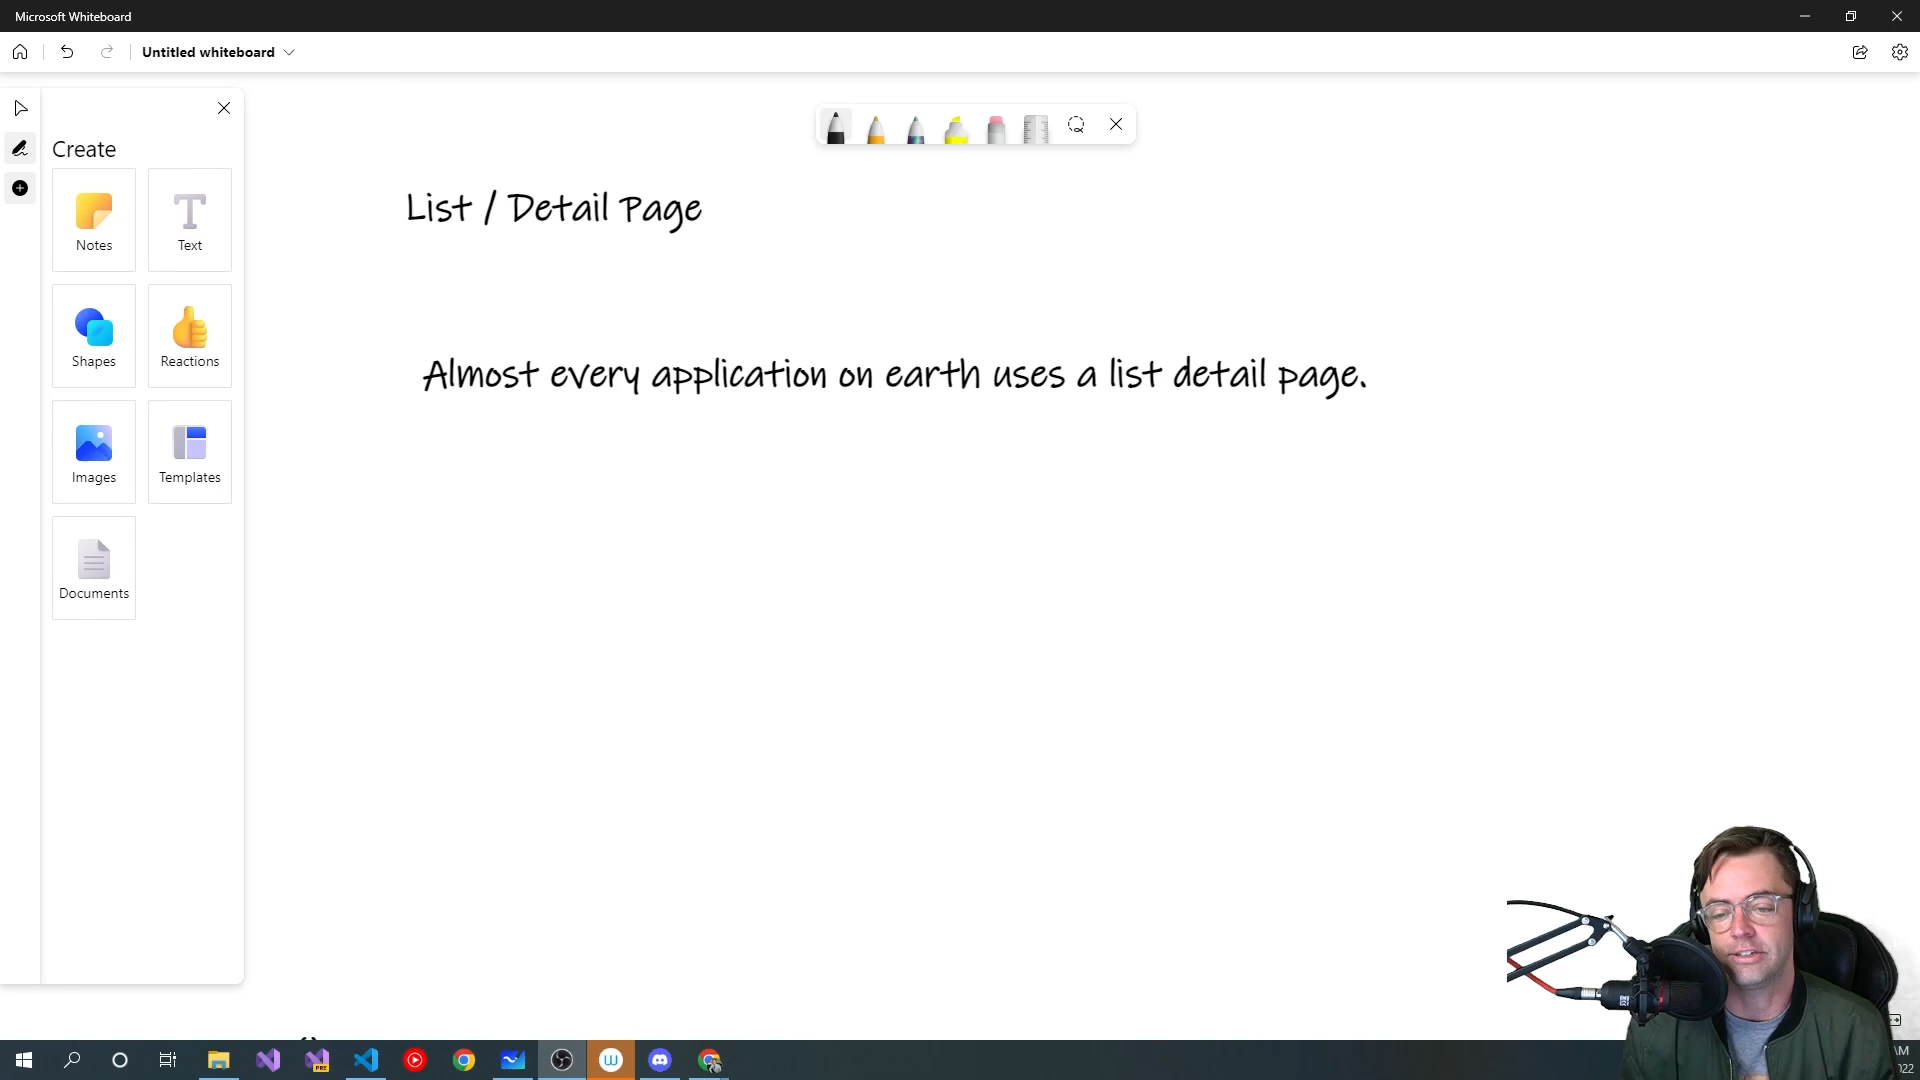 Microsoft Whiteboard
Untitled whiteboard
Create
Notes
Text
List / Detail Page
Shapes
Reactions
Almost every application on earth uses a list detail page.
Images
Templates
Documents
PRE